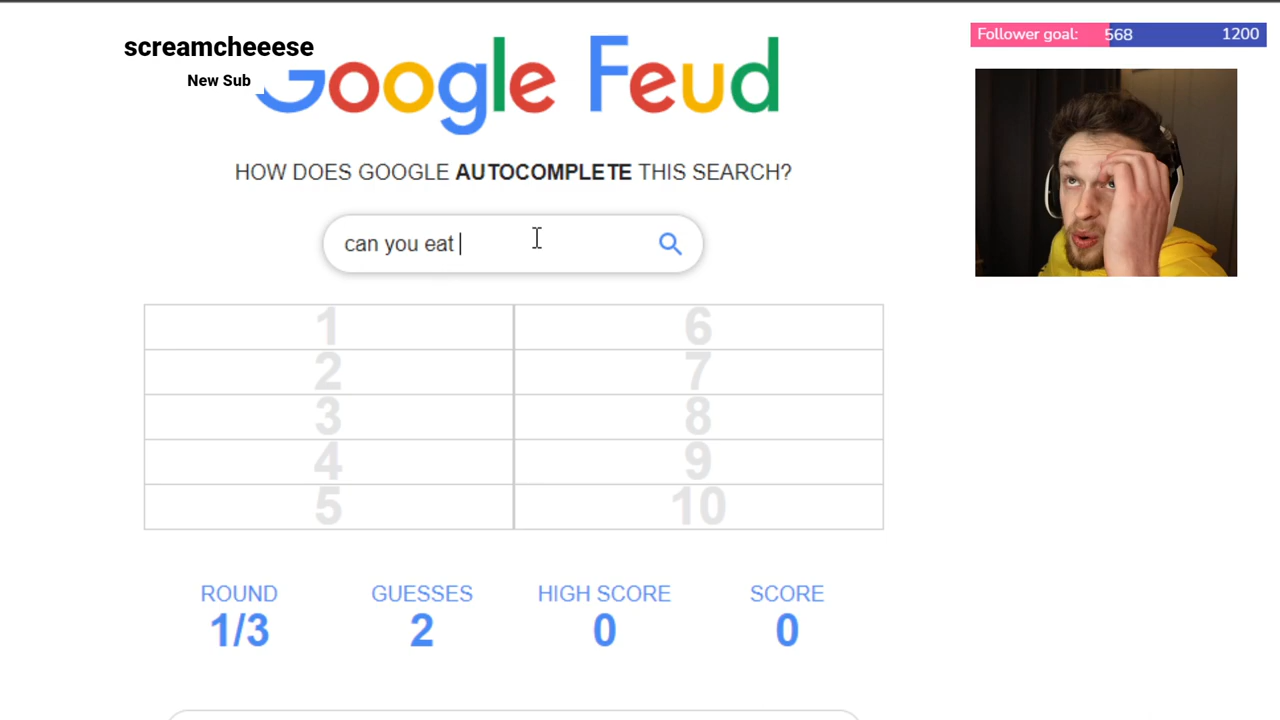 screamcheeese
New Sub
Google Feud
Follower goal: 568 1200
HOW DOES GOOGLE AUTOCOMPLETE THIS SEARCH?
can you eat
1 6
2 7
3 8
4 9
5 10
ROUND GUESSES HIGH SCORE SCORE
1/3 2 0 0